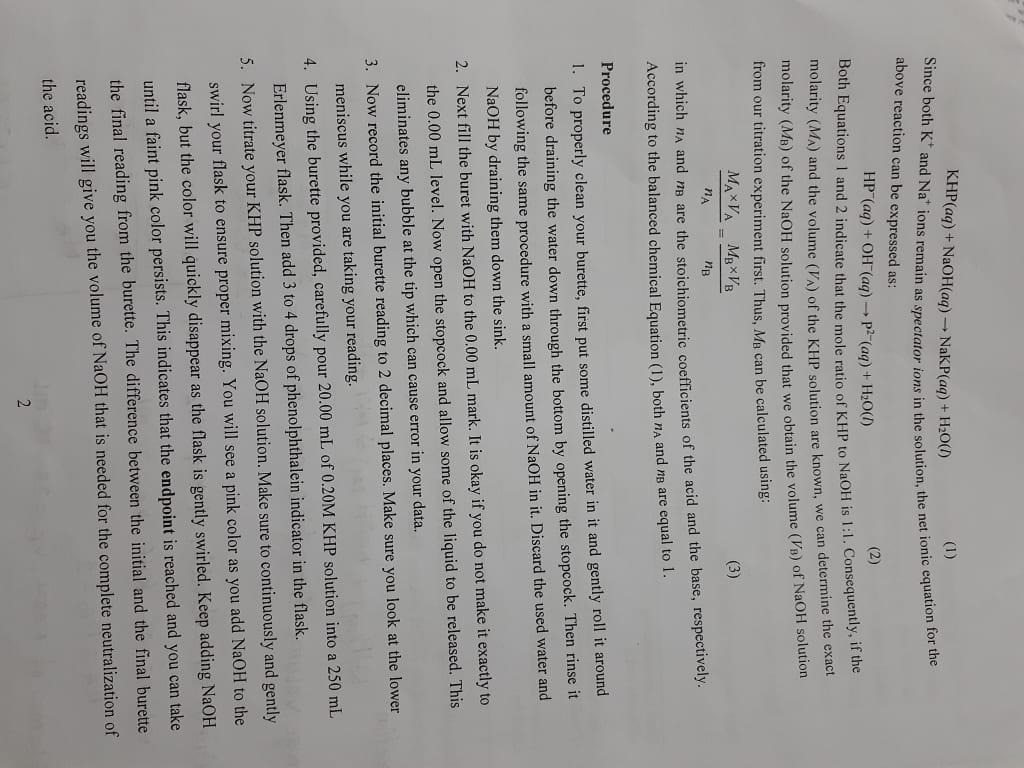 KHP(aq) + NaOH(aq) → NaKP(aq) + H₂O(l) (1)
Since both K⁺ and Na⁺ ions remain as spectator ions in the solution, the net ionic equation for the
above reaction can be expressed as:
HP⁻(aq) + OH⁻(aq) → P²⁻(aq) + H₂O(l) (2)
Both Equations 1 and 2 indicate that the mole ratio of KHP to NaOH is 1:1. Consequently, if the
molarity (M_A) and the volume (V_A) of the KHP solution are known, we can determine the exact
molarity (M_B) of the NaOH solution provided that we obtain the volume (V_B) of NaOH solution
from our titration experiment first. Thus, M_B can be calculated using:
M_A×V_A / n_A = M_B×V_B / n_B (3)
in which n_A and n_B are the stoichiometric coefficients of the acid and the base, respectively.
According to the balanced chemical Equation (1), both n_A and n_B are equal to 1.
Procedure
1. To properly clean your burette, first put some distilled water in it and gently roll it around
before draining the water down through the bottom by opening the stopcock. Then rinse it
following the same procedure with a small amount of NaOH in it. Discard the used water and
NaOH by draining them down the sink.
2. Next fill the buret with NaOH to the 0.00 mL mark. It is okay if you do not make it exactly to
the 0.00 mL level. Now open the stopcock and allow some of the liquid to be released. This
eliminates any bubble at the tip which can cause error in your data.
3. Now record the initial burette reading to 2 decimal places. Make sure you look at the lower
meniscus while you are taking your reading.
4. Using the burette provided, carefully pour 20.00 mL of 0.20M KHP solution into a 250 mL
Erlenmeyer flask. Then add 3 to 4 drops of phenolphthalein indicator in the flask.
5. Now titrate your KHP solution with the NaOH solution. Make sure to continuously and gently
swirl your flask to ensure proper mixing. You will see a pink color as you add NaOH to the
flask, but the color will quickly disappear as the flask is gently swirled. Keep adding NaOH
until a faint pink color persists. This indicates that the endpoint is reached and you can take
the final reading from the burette. The difference between the initial and the final burette
readings will give you the volume of NaOH that is needed for the complete neutralization of
the acid.
2